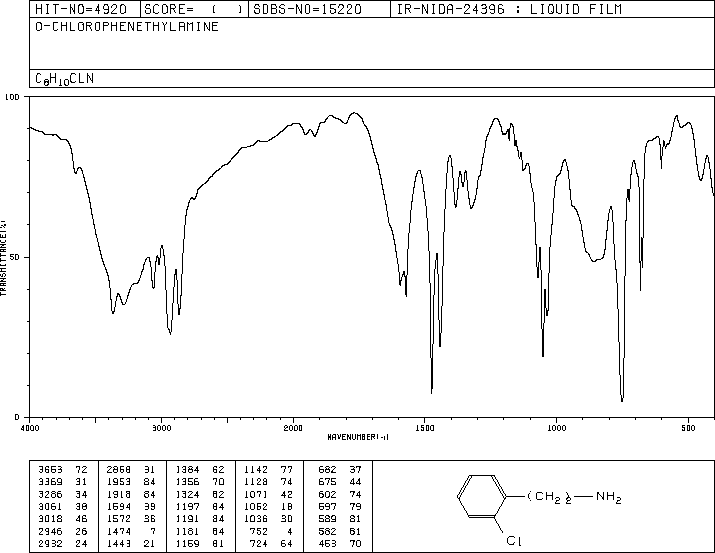 HIT-NO=4920 SCORE= ( ) SDBS-NO=15220 IR-NIDA-24396 : LIQUID FILM
O-CHLOROPHENETHYLAMINE
C8H10CLN
100
50
0
TRANSMITTANCE(%)
4000 3000 2000 1500 1000 500
WAVENUMBER(-1)
3653 72 2868 31 1384 62 1142 77 682 37
3369 31 1953 84 1356 70 1128 74 675 44
3286 34 1918 84 1324 62 1071 42 602 74
3061 38 1594 39 1197 84 1052 18 597 79
3018 46 1572 36 1191 84 1036 30 589 81
2946 26 1474 7 1181 84 752 4 582 81
2932 24 1443 21 1159 81 724 64 453 70
(CH2)2 NH2
Cl